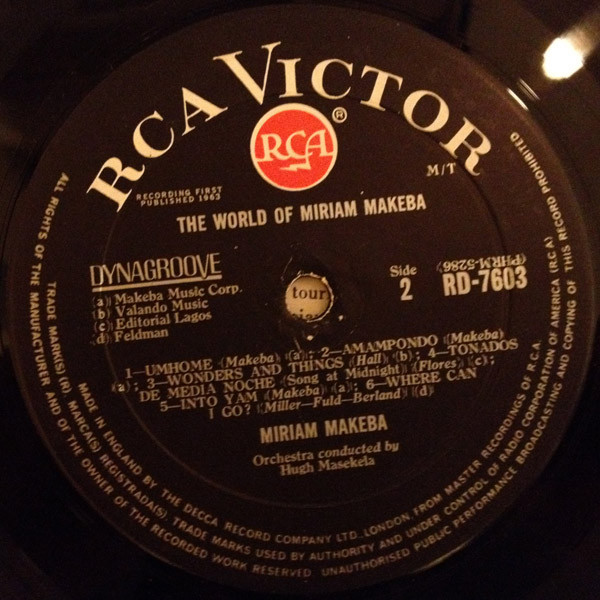 RCA VICTOR
®
RCA
M/T
RECORDING FIRST
PUBLISHED 1963
THE WORLD OF MIRIAM MAKEBA
DYNAGROOVE
(a) Makeba Music Corp.
(b) Valando Music
(c) Editorial Lagos
(d) Feldman
tour
Side
2
(PHRM-5286)
RD-7603
1—UMHOME (Makeba) (a); 2—AMAMPONDO (Makeba)
(a); 3—WONDERS AND THINGS (Hall) (b); 4—TONADOS
DE MEDIA NOCHE (Song at Midnight) (Flores) (c);
5—INTO YAM (Makeba) (a); 6—WHERE CAN
I GO? (Miller—Fuld—Berland) (d)
MIRIAM MAKEBA
Orchestra conducted by
Hugh Masekela
ALL RIGHTS OF THE MANUFACTURER AND OF THE OWNER OF THE RECORDED WORK RESERVED UNAUTHORISED PUBLIC PERFORMANCE BROADCASTING AND COPYING OF THIS RECORD PROHIBITED
TRADE MARK(S) (R). MARCA(S) REGISTRADA(S). TRADE MARKS USED BY AUTHORITY AND UNDER CONTROL OF RADIO CORPORATION OF AMERICA (RCA)
MADE IN ENGLAND BY THE DECCA RECORD COMPANY LTD., LONDON, FROM MASTER RECORDINGS OF R.C.A.